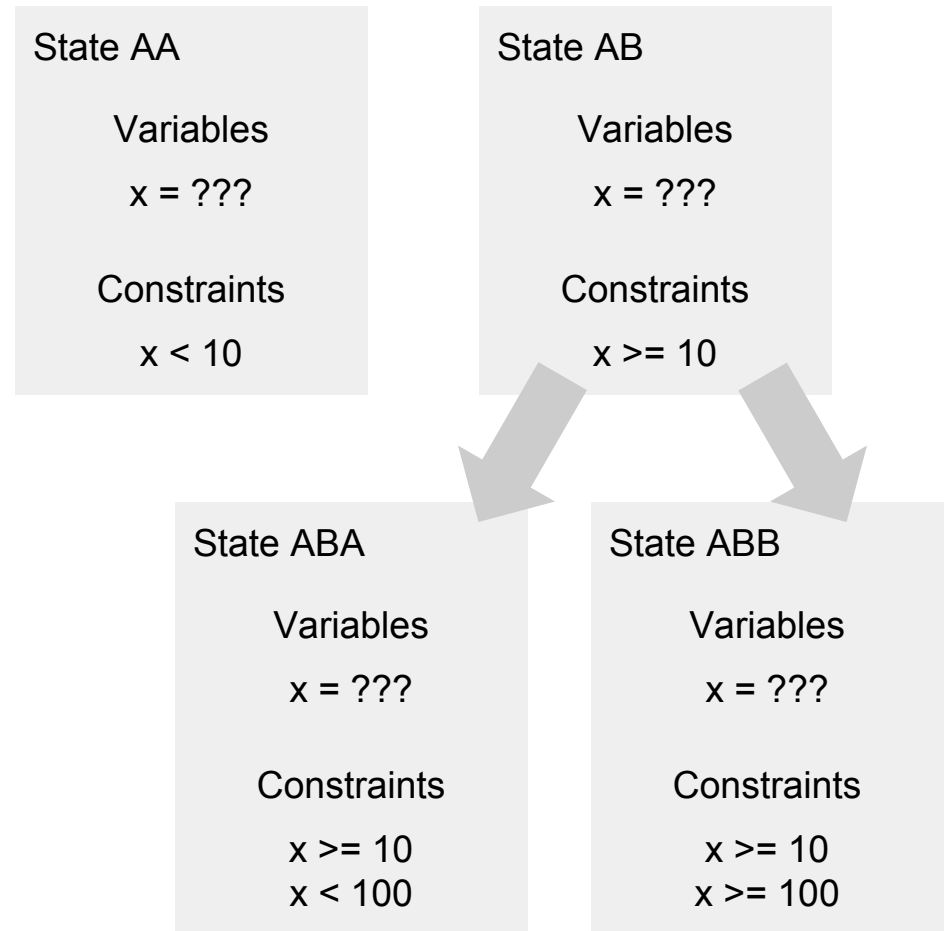 State AA
Variables
x = ???
Constraints
x < 10
State AB
Variables
x = ???
Constraints
x >= 10
State ABA
Variables
x = ???
Constraints
x >= 10
x < 100
State ABB
Variables
x = ???
Constraints
x >= 10
x >= 100